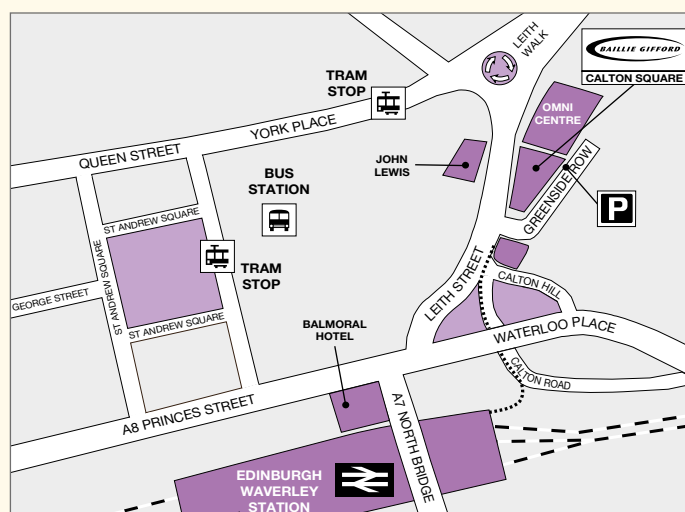 LEITH
WALK
BAILLIE GIFFORD
CALTON SQUARE
TRAM
STOP
OMNI
CENTRE
YORK PLACE
QUEEN STREET
JOHN
LEWIS
BUS
STATION
GREENSIDE ROW
P
ST ANDREW SQUARE
ST ANDREW SQUARE
TRAM
STOP
GEORGE STREET
LEITH STREET
CALTON HILL
ST ANDREW SQUARE
BALMORAL
HOTEL
WATERLOO PLACE
CALTON ROAD
A8 PRINCES STREET
A7 NORTH BRIDGE
EDINBURGH
WAVERLEY
STATION